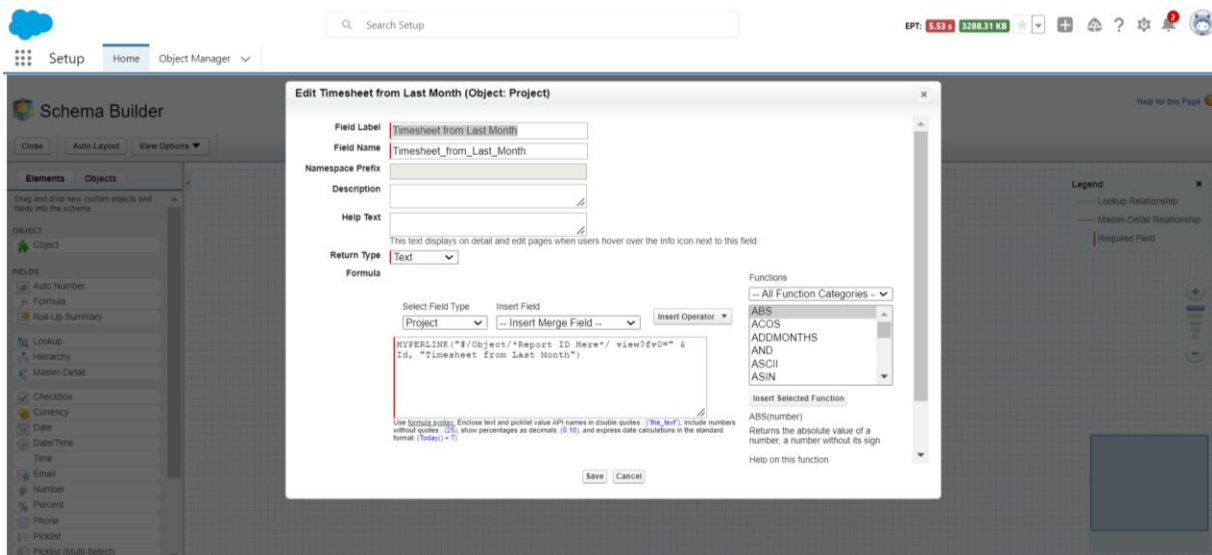 Search Setup
EPT: 5.53 s 3288.31 KB
2
Setup Home Object Manager
Schema Builder
Help for this Page
Close Auto-Layout View Options
Elements Objects
Drag and drop new custom objects and
fields into the schema.
OBJECT
Object
FIELDS
Auto Number
Formula
Roll-Up Summary
Lookup
Hierarchy
Master-Detail
Checkbox
Currency
Date
Date/Time
Time
Email
Number
Percent
Phone
Picklist
Picklist (Multi-Select)
Edit Timesheet from Last Month (Object: Project)
Field Label Timesheet from Last Month
Field Name Timesheet_from_Last_Month
Namespace Prefix
Description
Help Text
This text displays on detail and edit pages when users hover over the Info icon next to this field.
Return Type Text
Formula
Select Field Type Insert Field
Project -- Insert Merge Field -- Insert Operator
HYPERLINK("#/Object/*Report ID Here*/ view?fv0=" &
Id, "Timesheet from Last Month")
Use formula syntax: Enclose text and picklist value API names in double quotes : ("the_text"), include numbers
without quotes : (25), show percentages as decimals: (0.10), and express date calculations in the standard
format: (Today() + 7)
Functions
-- All Function Categories --
ABS
ACOS
ADDMONTHS
AND
ASCII
ASIN
Insert Selected Function
ABS(number)
Returns the absolute value of a
number, a number without its sign
Help on this function
Save Cancel
Legend
Lookup Relationship
Master-Detail Relationship
Required Field